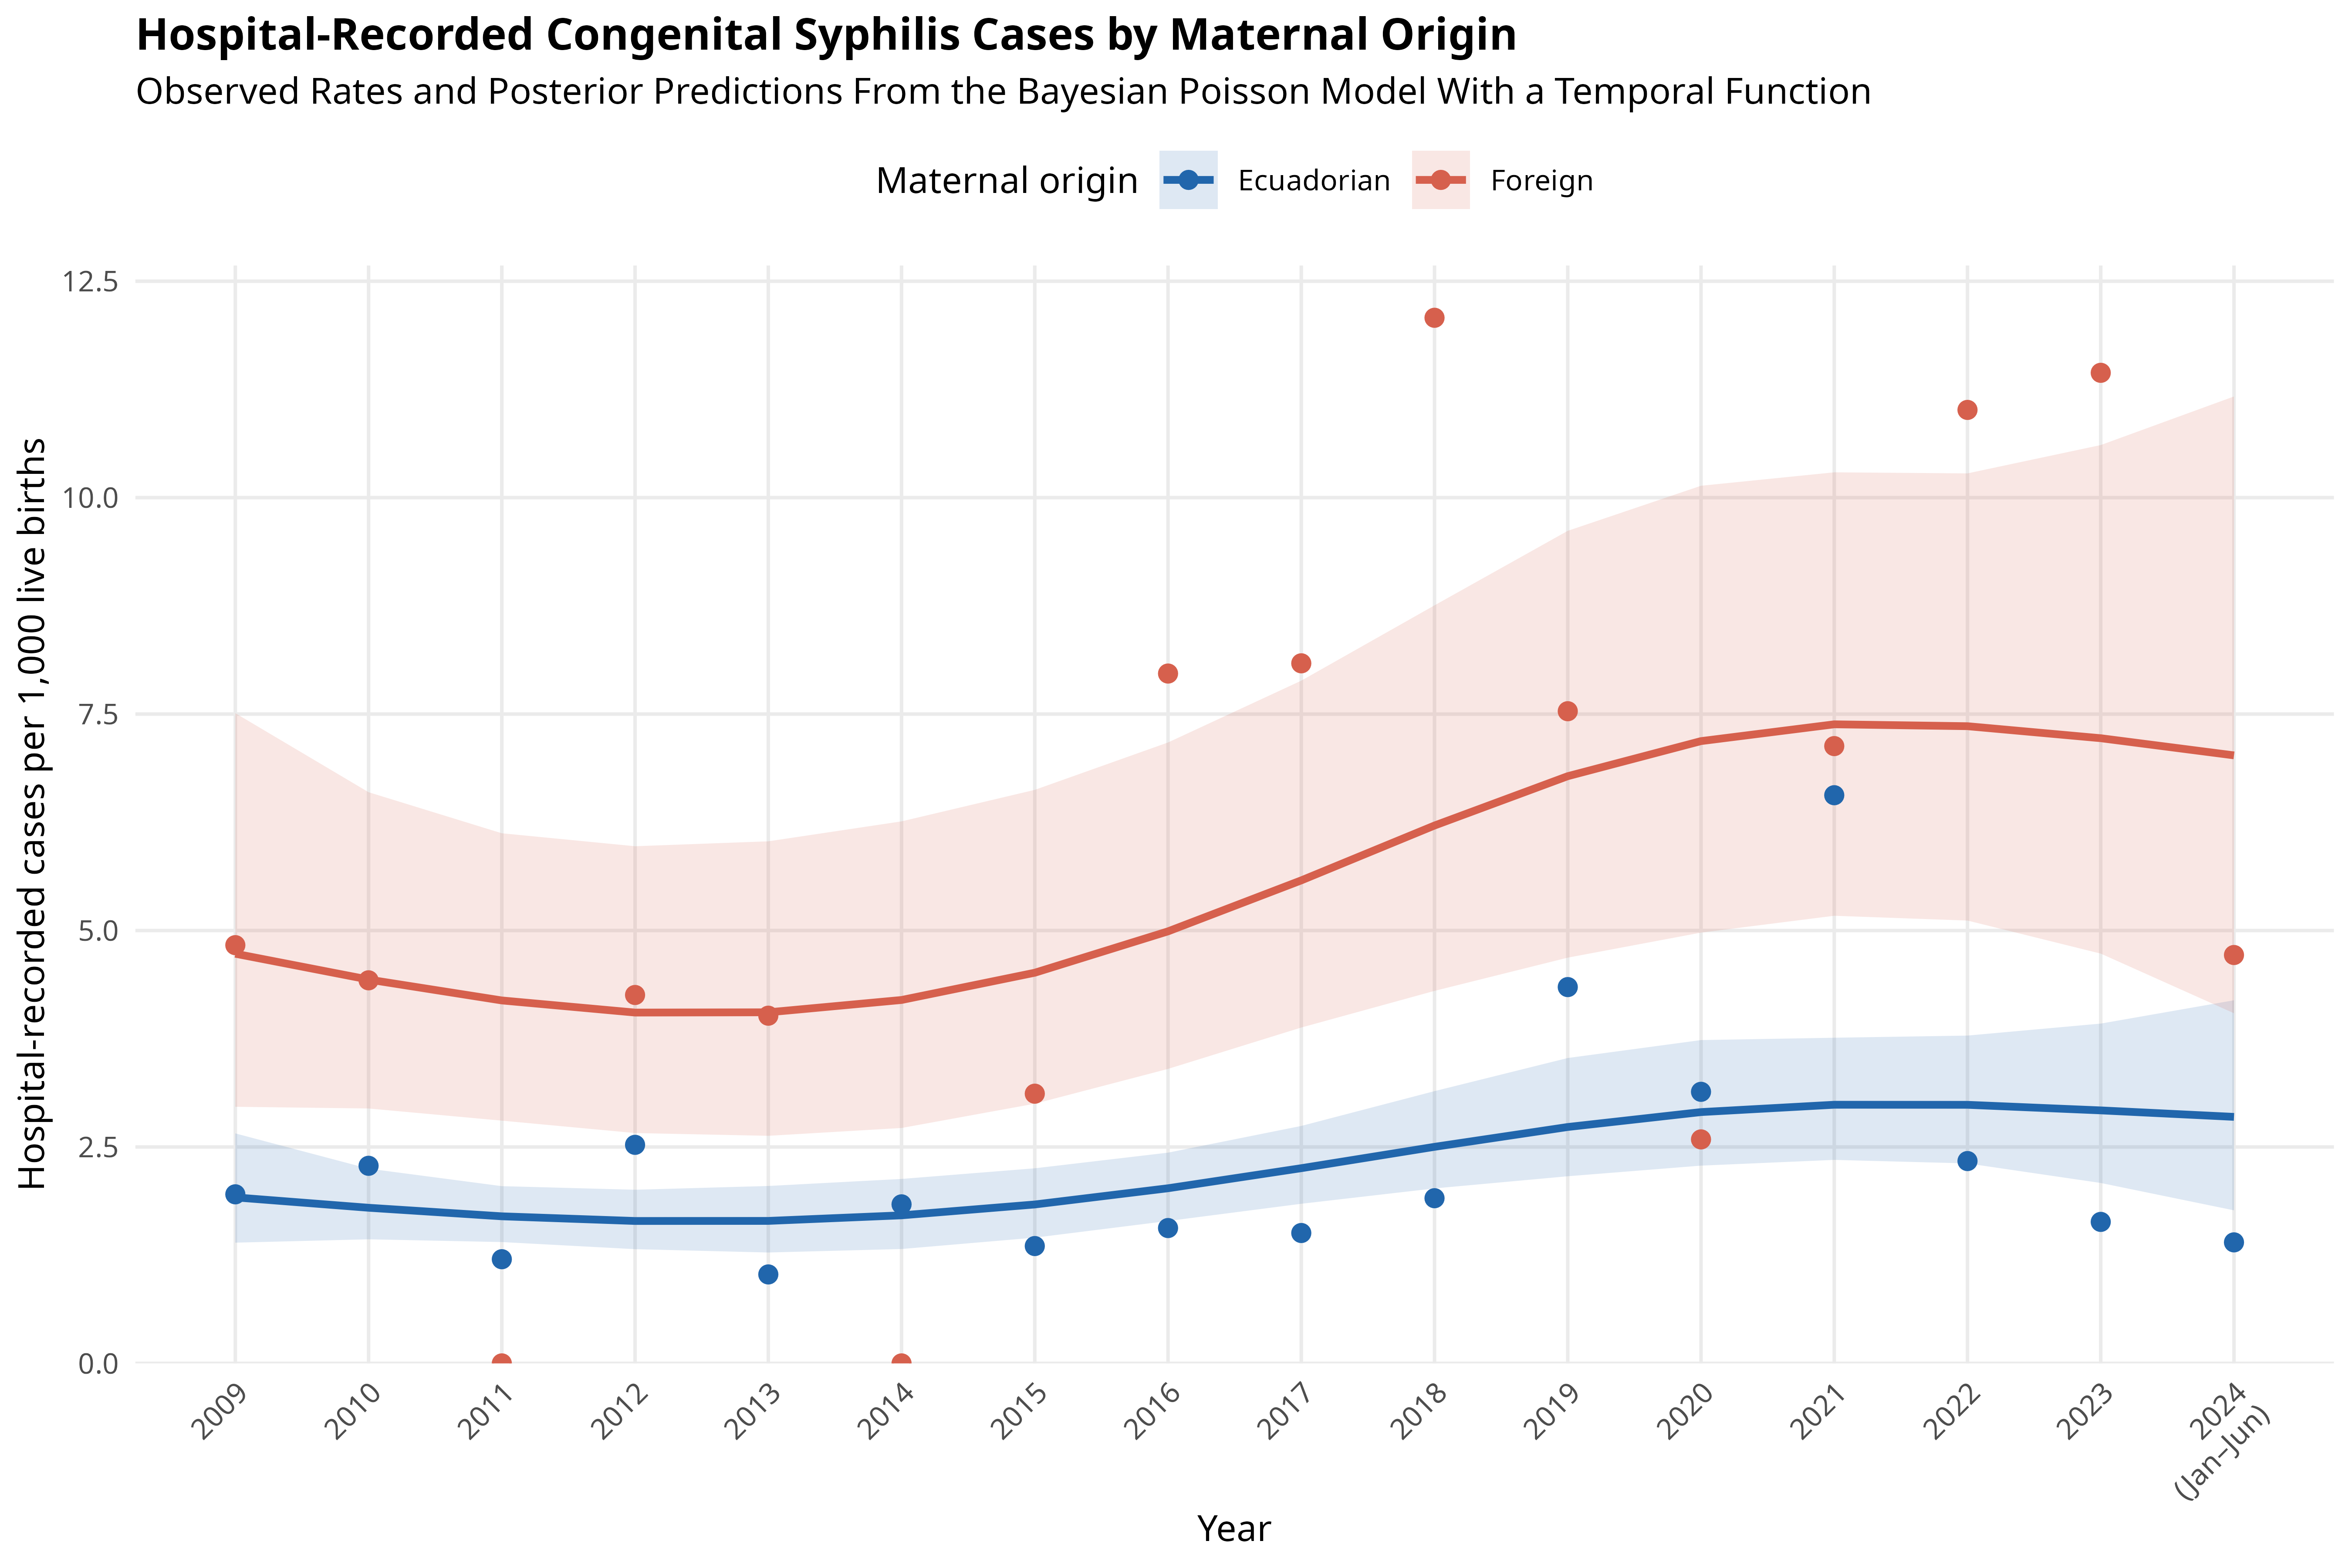 Hospital-Recorded Congenital Syphilis Cases by Maternal Origin
Observed Rates and Posterior Predictions From the Bayesian Poisson Model With a Temporal Function
Maternal origin Ecuadorian Foreign
Hospital-recorded cases per 1,000 live births
12.5
10.0
7.5
5.0
2.5
0.0
2009 2010 2011 2012 2013 2014 2015 2016 2017 2018 2019 2020 2021 2022 2023 2024
(Jan–Jun)
Year